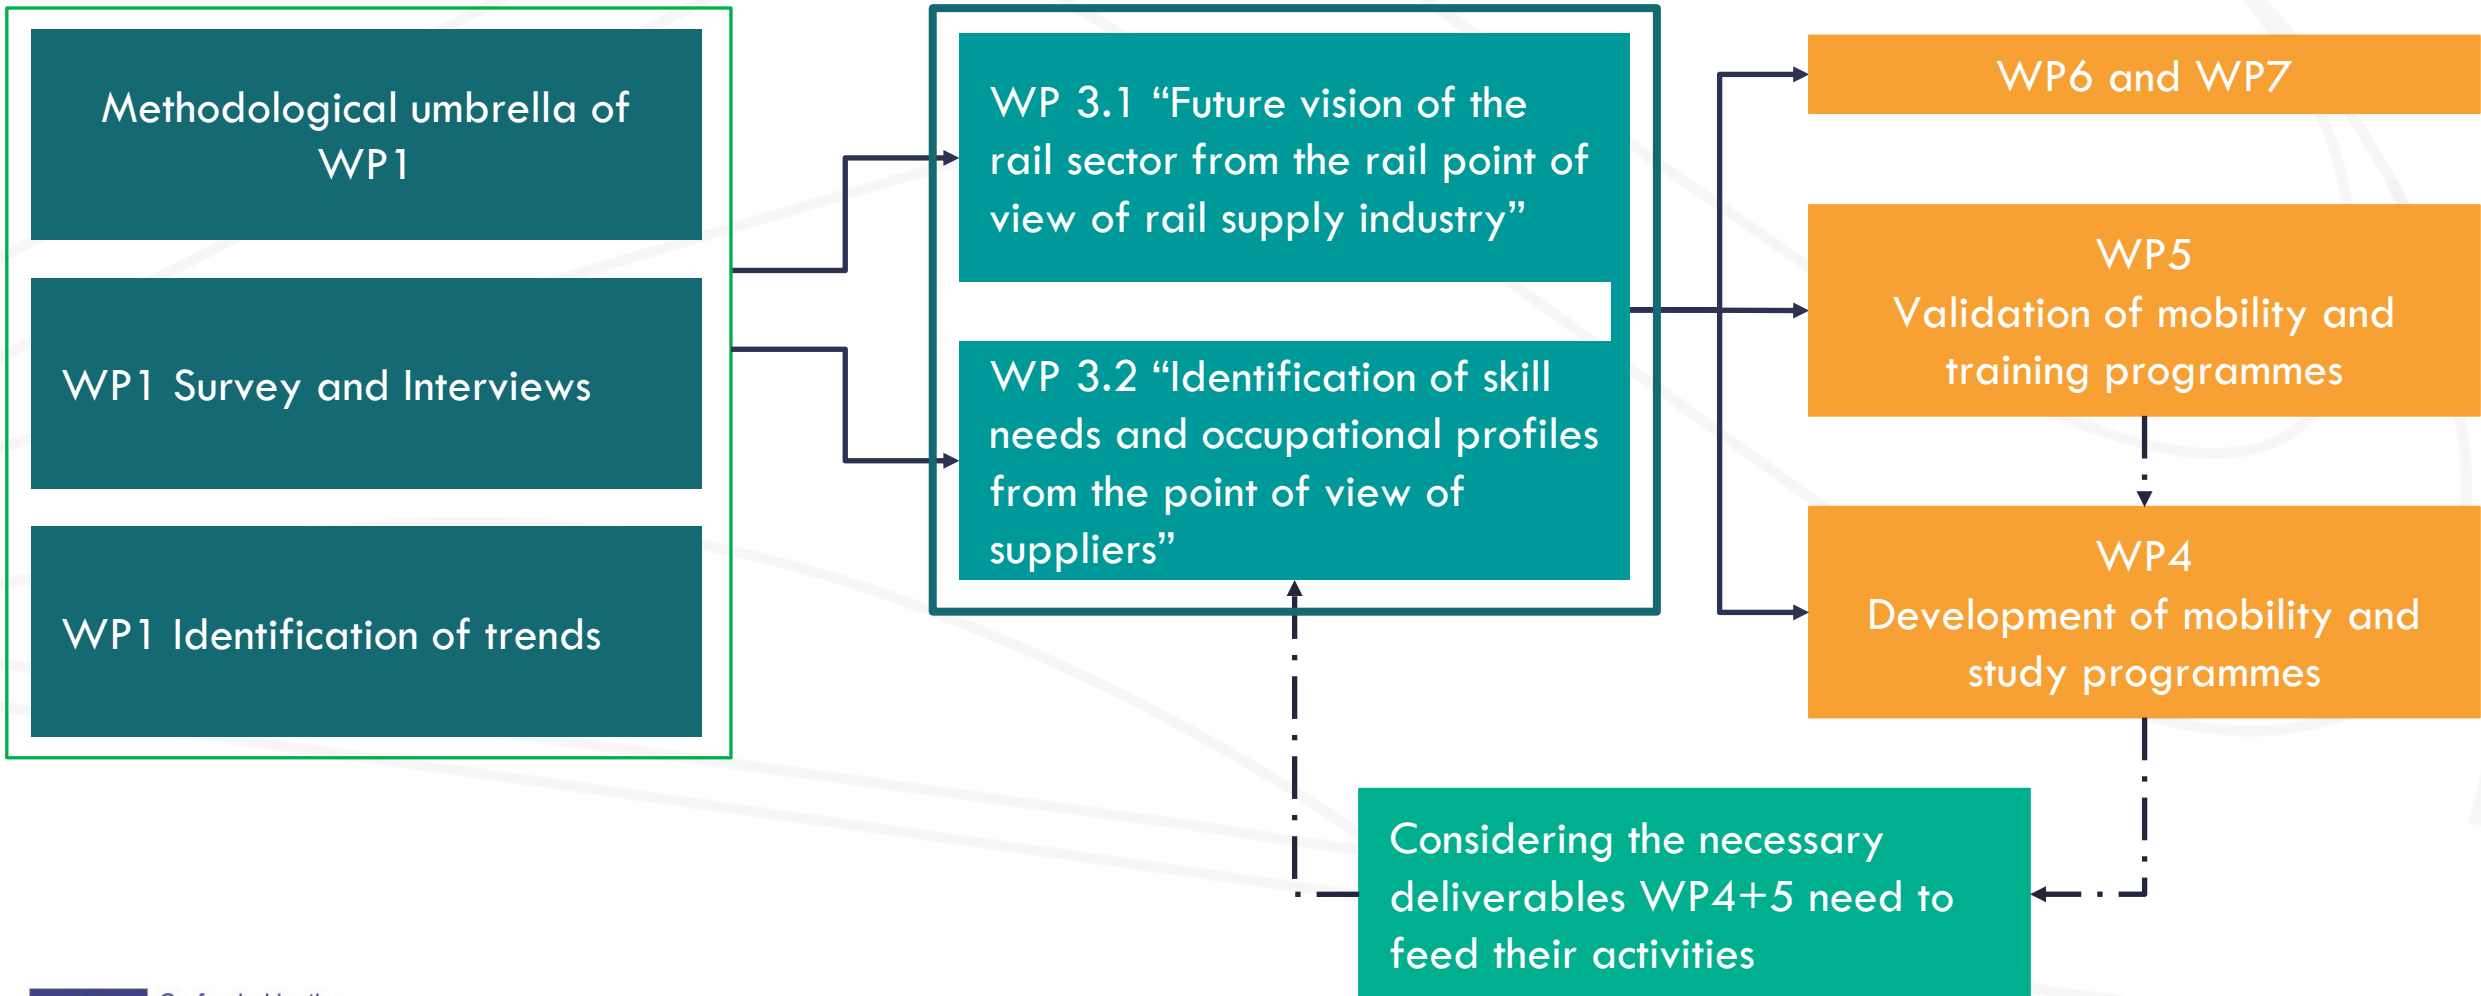 Methodological umbrella of
WP1
WP1 Survey and Interviews
WP1 Identification of trends
WP 3.1 “Future vision of the
rail sector from the rail point of
view of rail supply industry”
WP 3.2 “Identification of skill
needs and occupational profiles
from the point of view of
suppliers”
WP6 and WP7
WP5
Validation of mobility and
training programmes
WP4
Development of mobility and
study programmes
Considering the necessary
deliverables WP4+5 need to
feed their activities